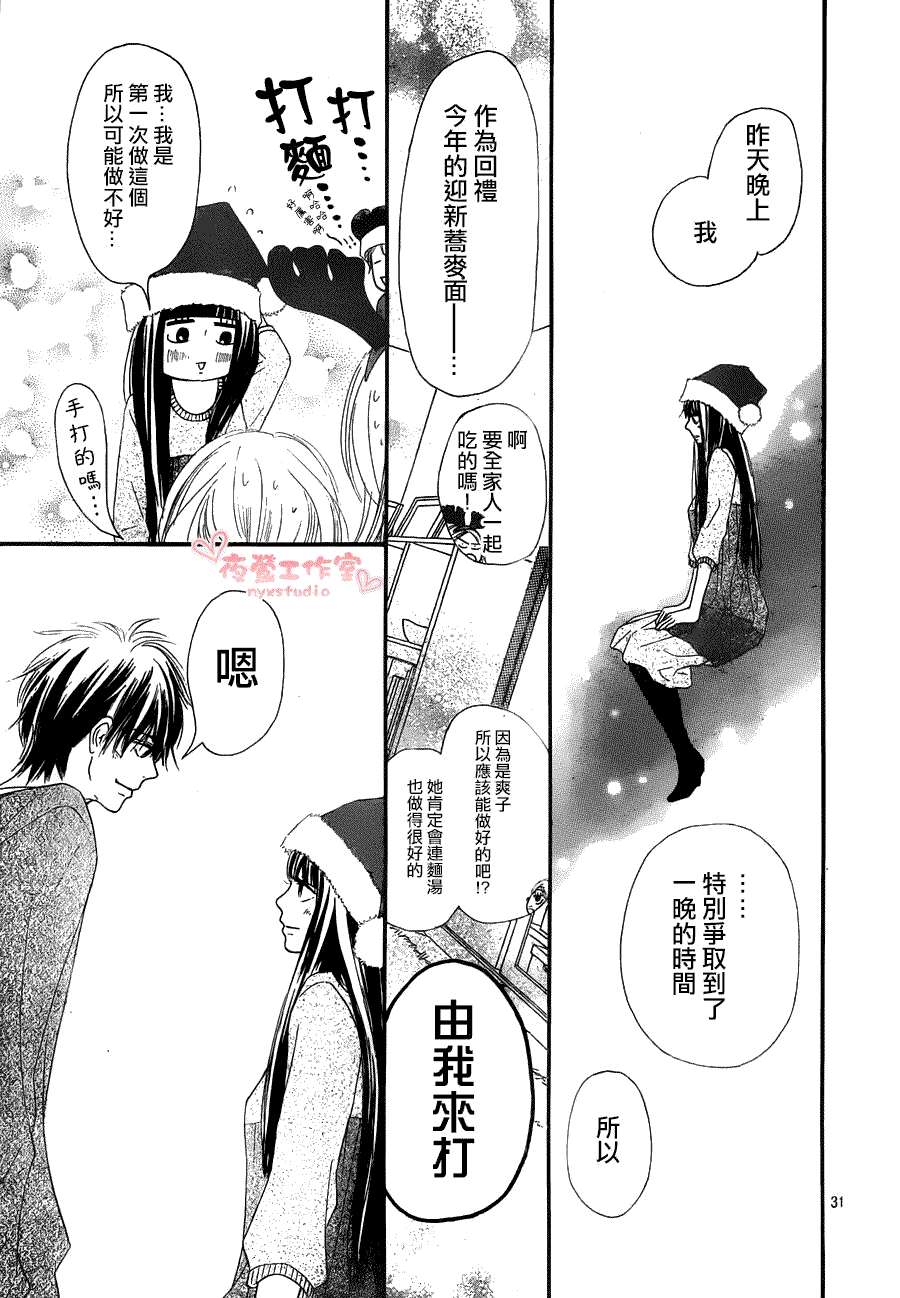 昨天晚上
我
……
特別爭取到了
一晚的時間
所以
作為回禮
今年的迎新蕎麥面——…
啊
要全家人一起
吃的嗎！
因為是爽子
所以應該能做好的吧!?
她肯定會連麵湯
也做得很好的
由我來打
打…
打麵…
啊哈哈
我…我是
第一次做這個
所以可能做不好…
手打的嗎…
嗯
夜螢工作室
nyxstudio
31